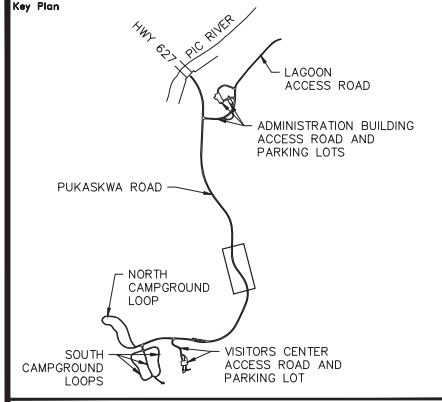 Key Plan
HWY 627
PIC RIVER
LAGOON
ACCESS ROAD
ADMINISTRATION BUILDING
ACCESS ROAD AND
PARKING LOTS
PUKASKWA ROAD
NORTH
CAMPGROUND
LOOP
SOUTH
CAMPGROUND
LOOPS
VISITORS CENTER
ACCESS ROAD AND
PARKING LOT